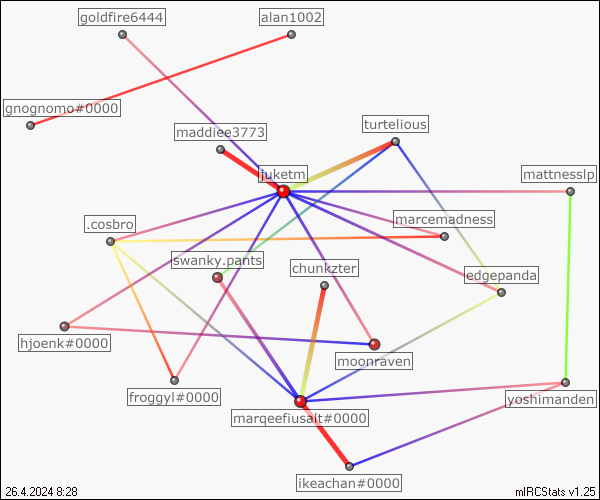 goldfire6444
alan1002
gnognomo#0000
turtelious
maddiee3773
juketm
mattnesslp
.cosbro
marcemadness
swanky.pants
chunkzter
edgepanda
hjoenk#0000
moonraven
froggyl#0000
yoshimanden
marqeefiusalt#0000
ikeachan#0000
26.4.2024 8:28
mIRCStats v1.25